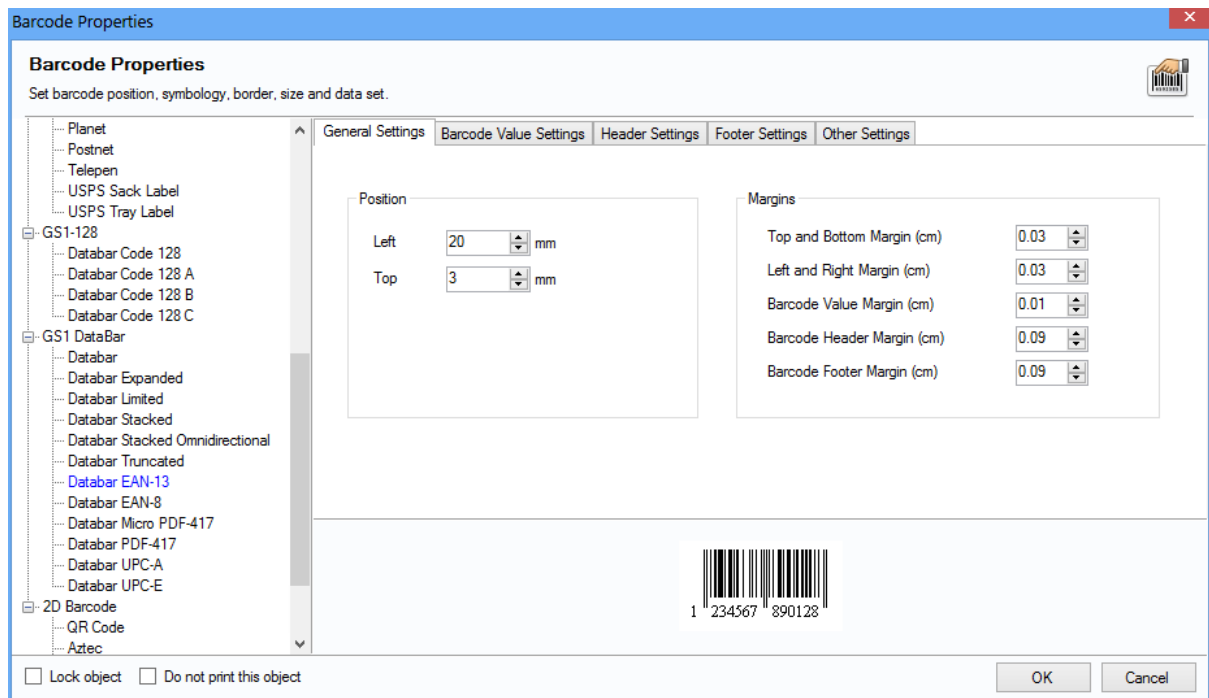 Barcode Properties
Barcode Properties
Set barcode position, symbology, border, size and data set.
Planet
Postnet
Telepen
USPS Sack Label
USPS Tray Label
GS1-128
Databar Code 128
Databar Code 128 A
Databar Code 128 B
Databar Code 128 C
GS1 DataBar
Databar
Databar Expanded
Databar Limited
Databar Stacked
Databar Stacked Omnidirectional
Databar Truncated
Databar EAN-13
Databar EAN-8
Databar Micro PDF-417
Databar PDF-417
Databar UPC-A
Databar UPC-E
2D Barcode
QR Code
Aztec
General Settings Barcode Value Settings Header Settings Footer Settings Other Settings
Position
Left 20 mm
Top 3 mm
Margins
Top and Bottom Margin (cm) 0.03
Left and Right Margin (cm) 0.03
Barcode Value Margin (cm) 0.01
Barcode Header Margin (cm) 0.09
Barcode Footer Margin (cm) 0.09
1 234567 890128
Lock object Do not print this object OK Cancel